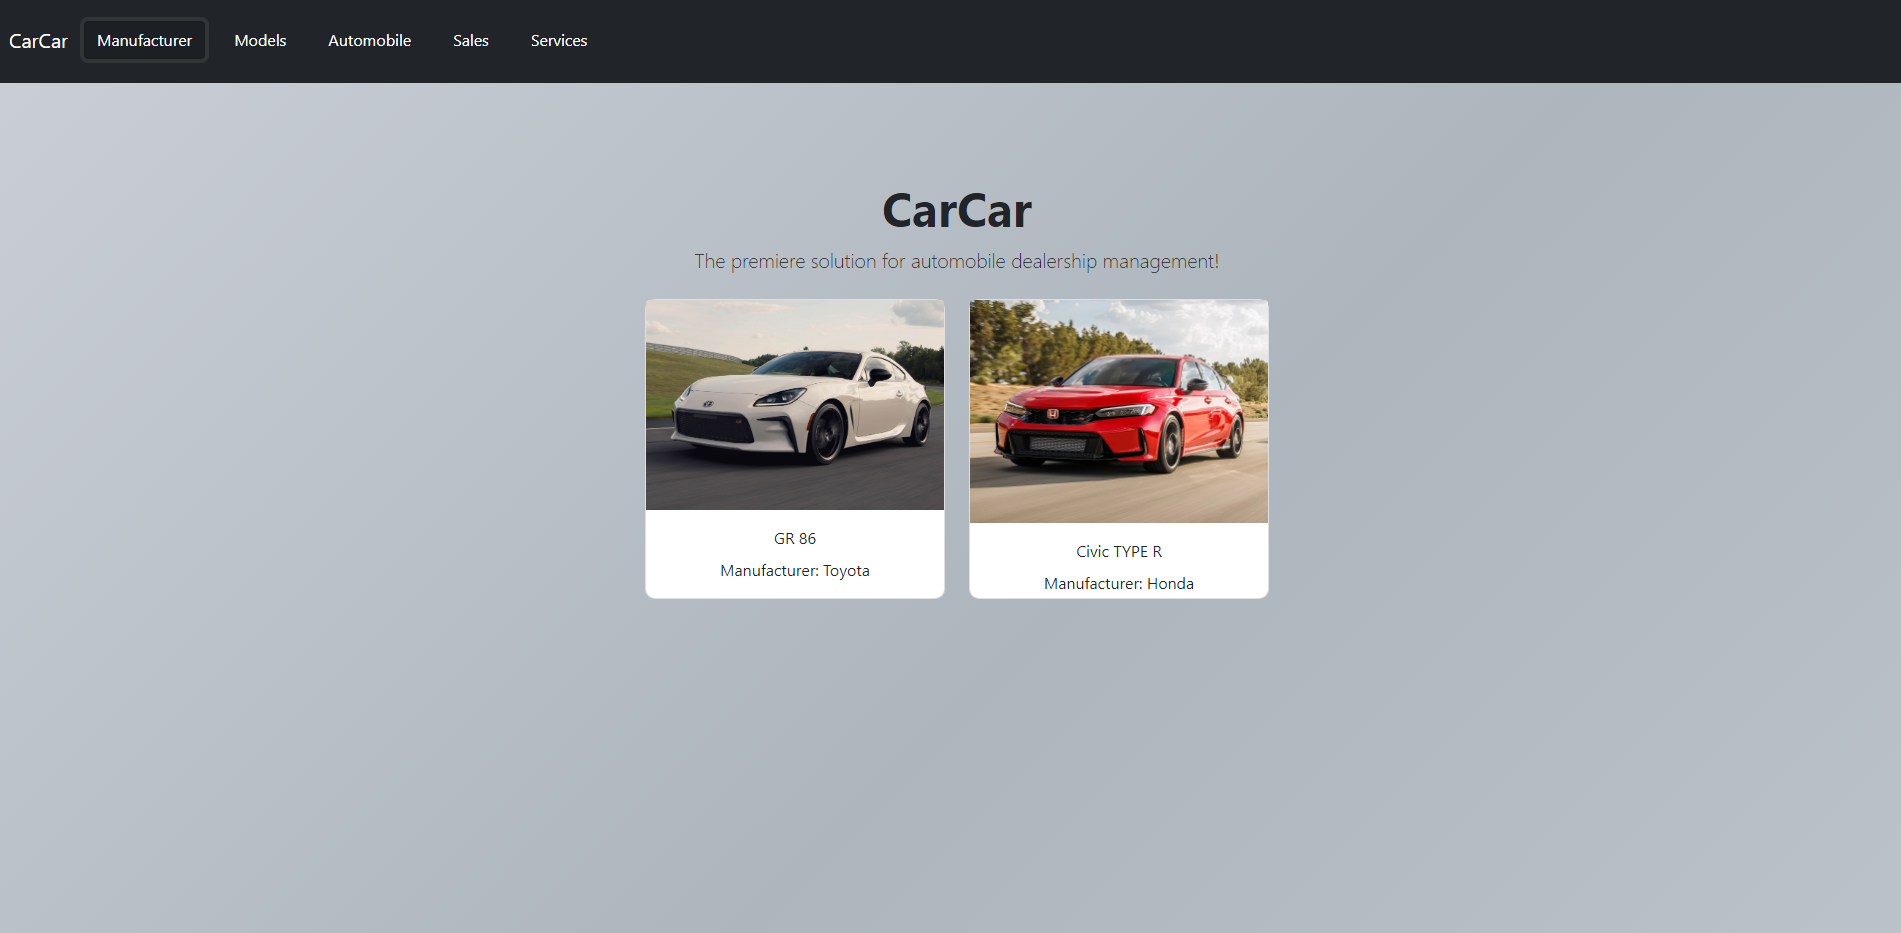 CarCar Manufacturer Models Automobile Sales Services
CarCar
The premiere solution for automobile dealership management!
GR 86
Manufacturer: Toyota
Civic TYPE R
Manufacturer: Honda